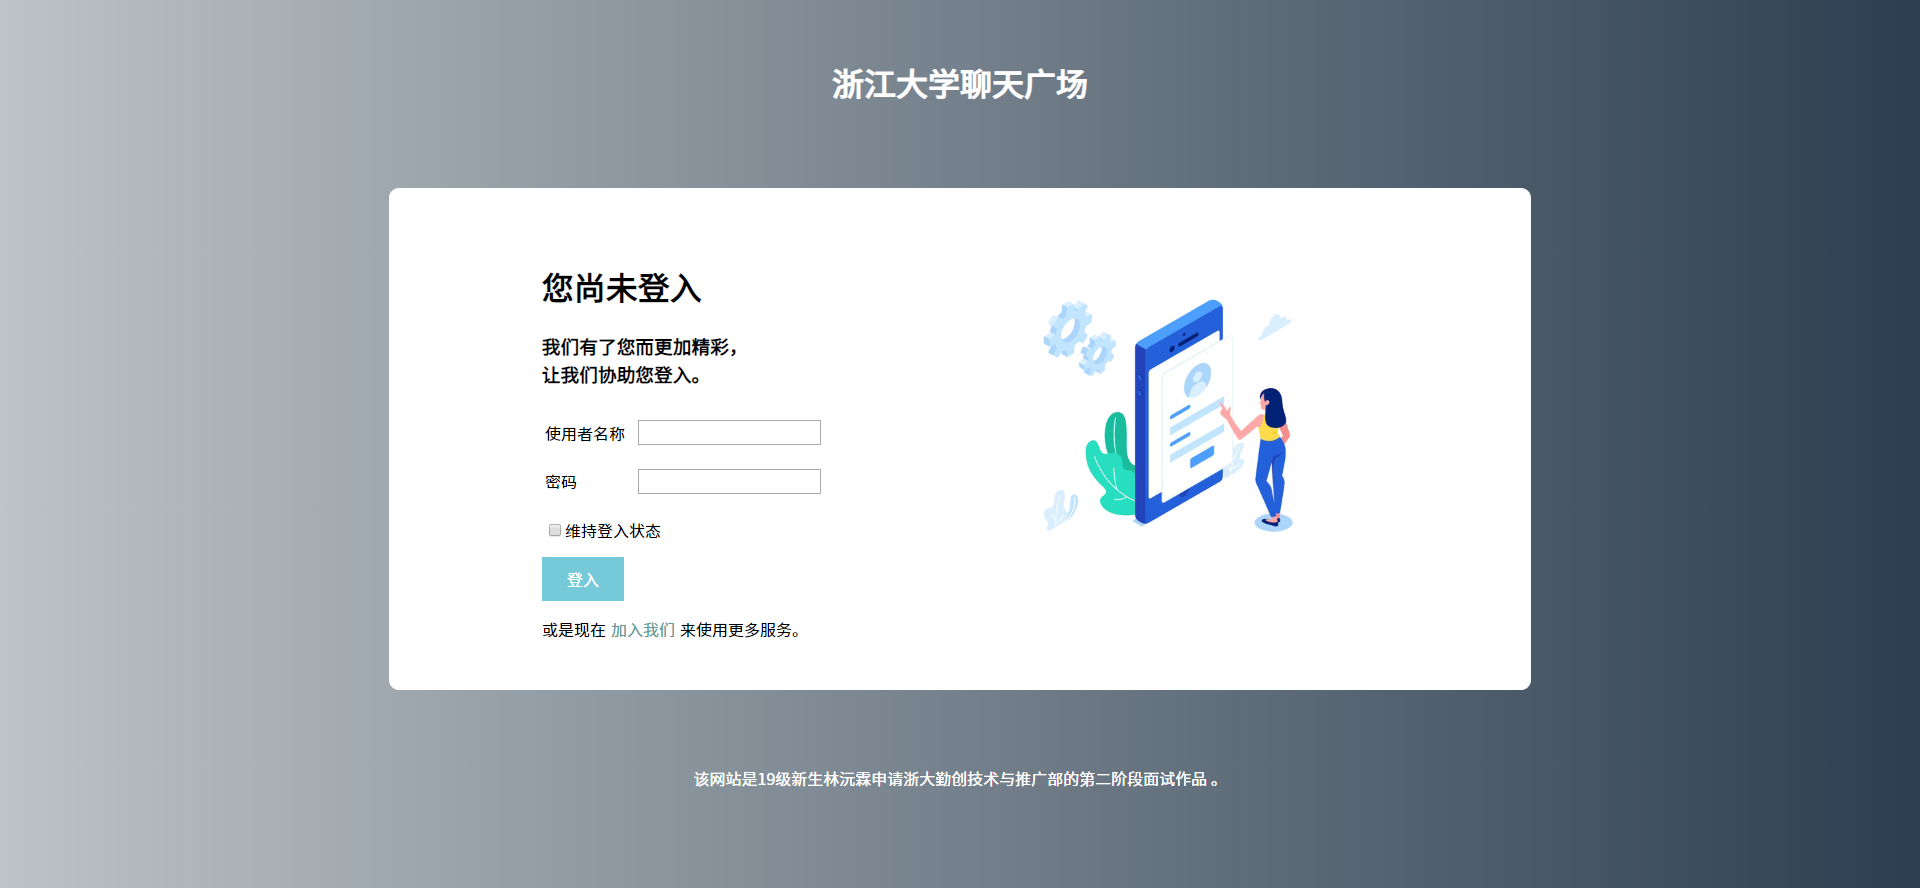 浙江大学聊天广场
您尚未登入
我们有了您而更加精彩，
让我们协助您登入。
使用者名称
密码
维持登入状态
登入
或是现在 加入我们 来使用更多服务。
该网站是19级新生林沅霖申请浙大勤创技术与推广部的第二阶段面试作品 。